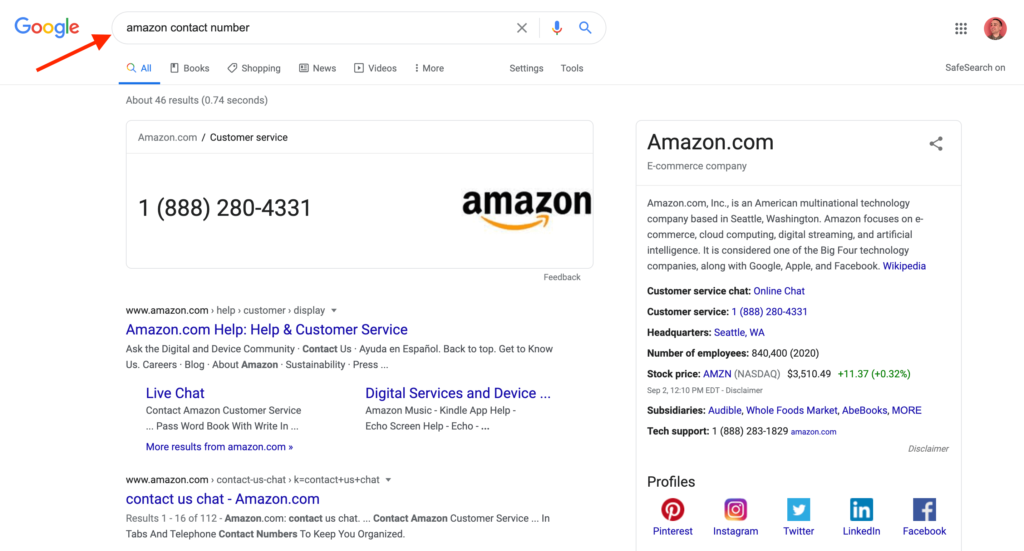 Google
amazon contact number
All
Books
Shopping
News
Videos
More
Settings
Tools
SafeSearch on
About 46 results (0.74 seconds)
Amazon.com / Customer service
1 (888) 280-4331
amazon
Feedback
www.amazon.com › help › customer › display
Amazon.com Help: Help & Customer Service
Ask the Digital and Device Community · Contact Us · Ayuda en Español. Back to top. Get to Know
Us. Careers · Blog · About Amazon · Sustainability · Press ...
Live Chat
Contact Amazon Customer Service
... Pass Word Book With Write In ...
Digital Services and Device ...
Amazon Music - Kindle App Help -
Echo Screen Help - Echo - ...
More results from amazon.com »
www.amazon.com › contact-us-chat › k=contact+us+chat
contact us chat - Amazon.com
Results 1 - 16 of 112 - Amazon.com: contact us chat. ... Contact Amazon Customer Service ... In
Tabs And Telephone Contact Numbers To Keep You Organized.
Amazon.com
E-commerce company
Amazon.com, Inc., is an American multinational technology
company based in Seattle, Washington. Amazon focuses on e-
commerce, cloud computing, digital streaming, and artificial
intelligence. It is considered one of the Big Four technology
companies, along with Google, Apple, and Facebook. Wikipedia
Customer service chat: Online Chat
Customer service: 1 (888) 280-4331
Headquarters: Seattle, WA
Number of employees: 840,400 (2020)
Stock price: AMZN (NASDAQ) $3,510.49 +11.37 (+0.32%)
Sep 2, 12:10 PM EDT - Disclaimer
Subsidiaries: Audible, Whole Foods Market, AbeBooks, MORE
Tech support: 1 (888) 283-1829 amazon.com
Disclaimer
Profiles
Pinterest
Instagram
Twitter
LinkedIn
Facebook